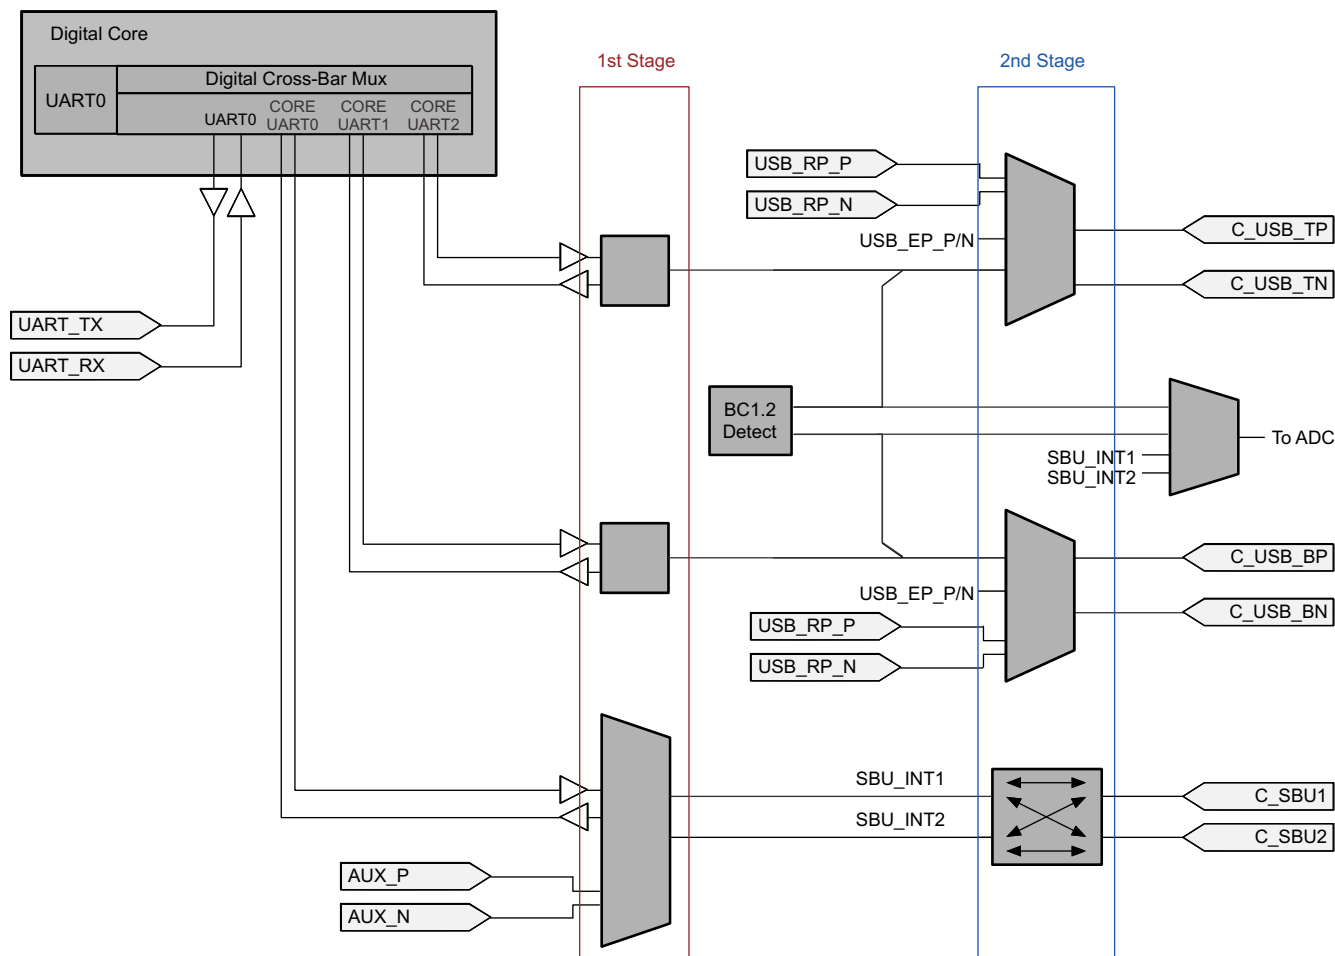 Digital Core
1st Stage
2nd Stage
UART0
Digital Cross-Bar Mux
UART0
CORE
UART0
CORE
UART1
CORE
UART2
USB_RP_P
USB_RP_N
USB_EP_P/N
C_USB_TP
C_USB_TN
UART_TX
UART_RX
BC1.2
Detect
To ADC
SBU_INT1
SBU_INT2
C_USB_BP
USB_EP_P/N
C_USB_BN
USB_RP_P
USB_RP_N
SBU_INT1
C_SBU1
SBU_INT2
C_SBU2
AUX_P
AUX_N